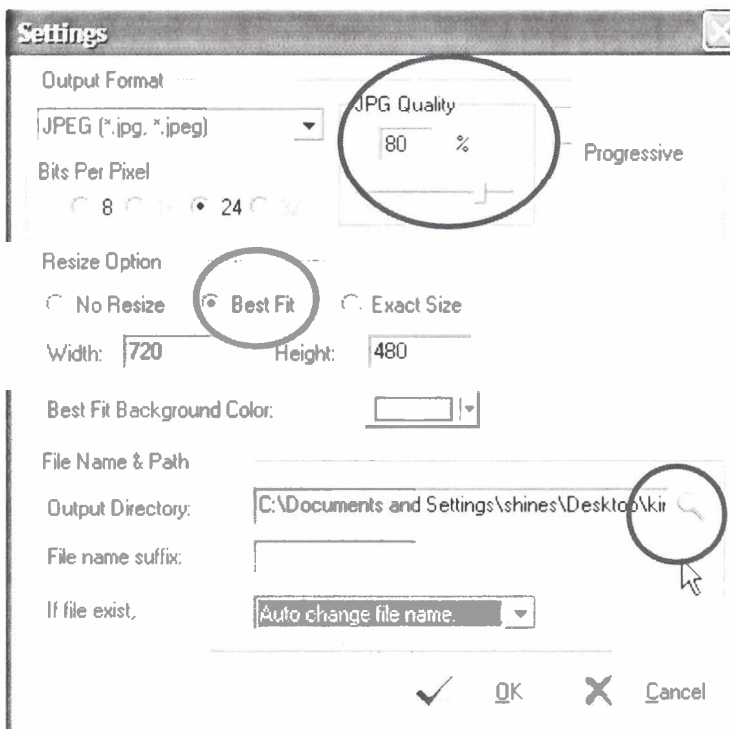 Settings
Output Format
JPEG (*.jpg, *.jpeg)
JPG Quality
80 %
Progressive
Bits Per Pixel
8 24
Resize Option
No Resize Best Fit Exact Size
Width: 720 Height: 480
Best Fit Background Color:
File Name & Path
Output Directory: C:\Documents and Settings\shines\Desktop\kir
File name suffix:
If file exist, Auto change file name.
OK Cancel